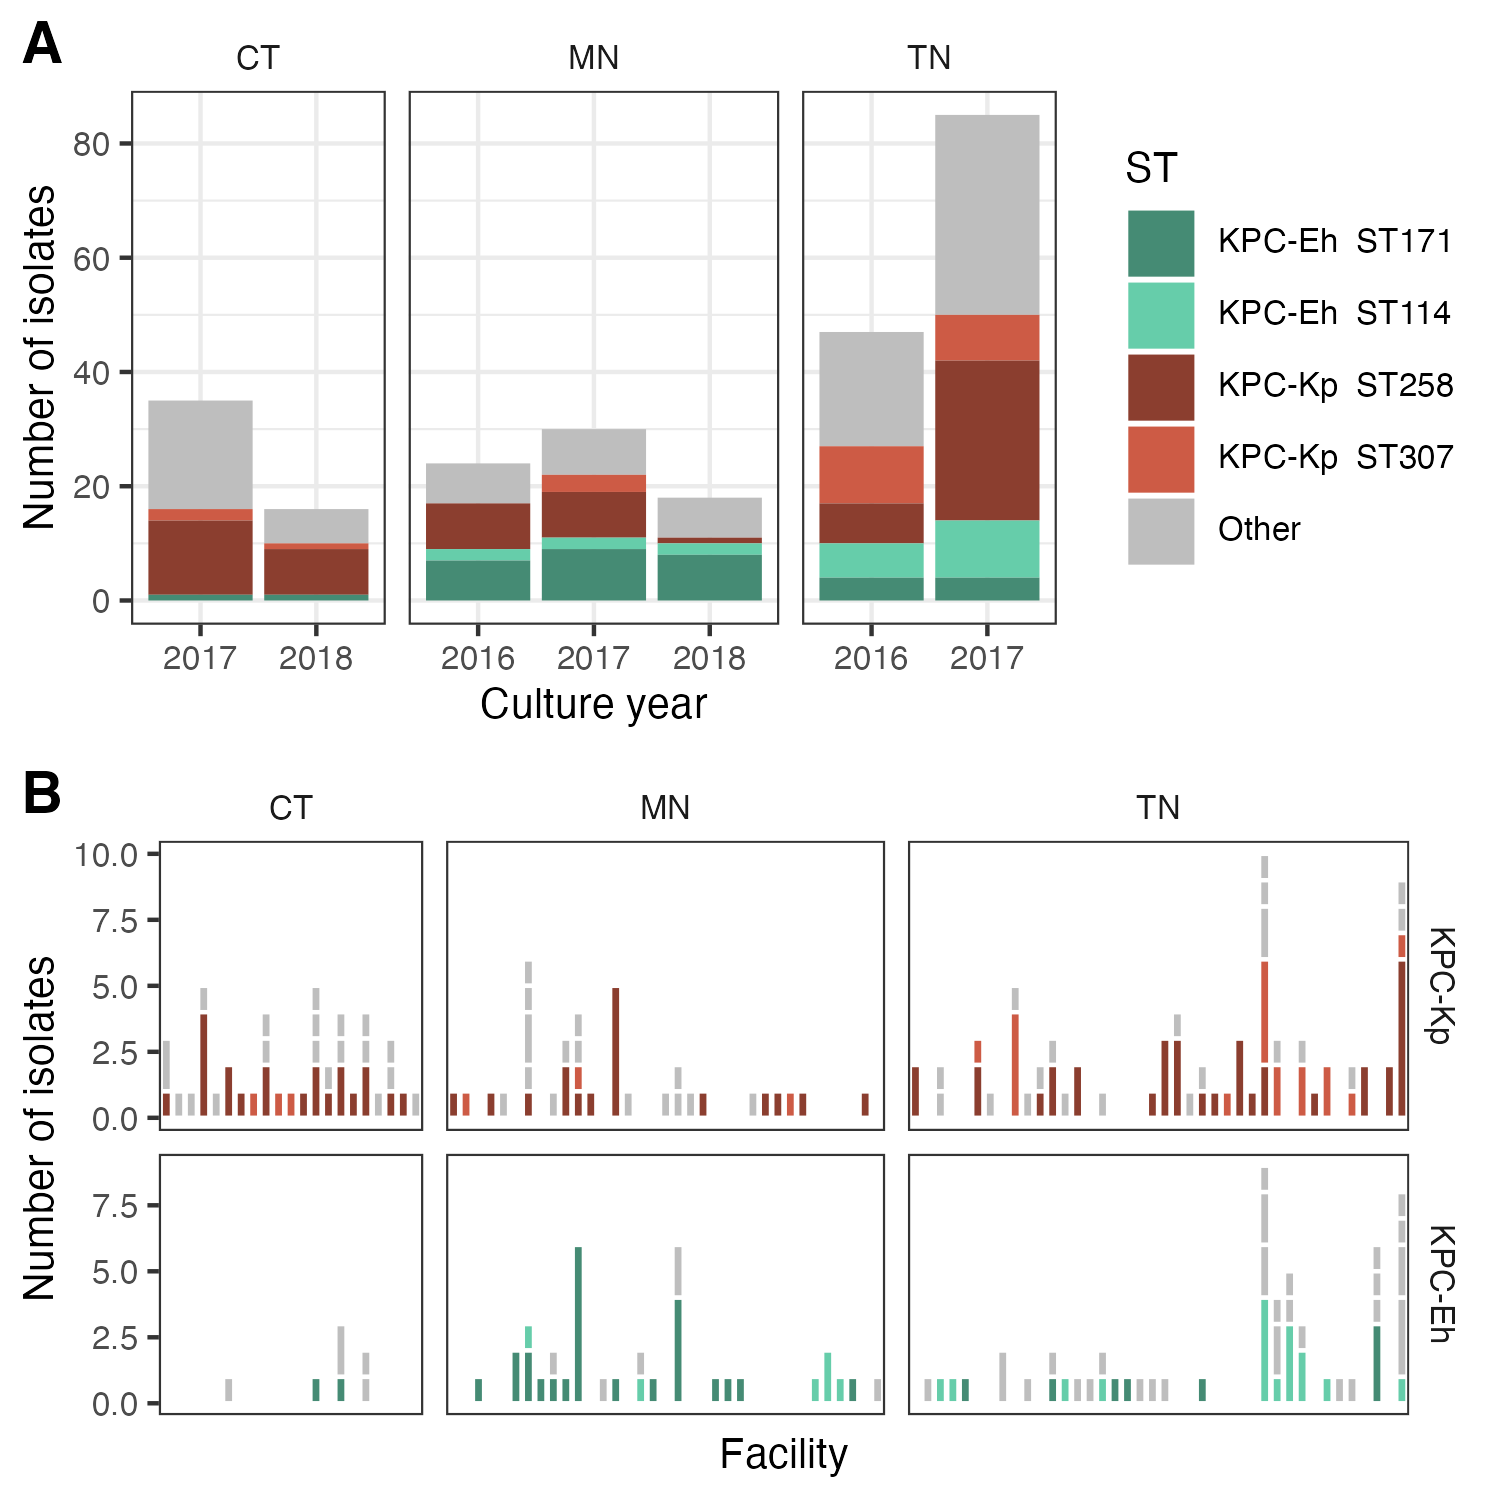 A
CT MN TN
80
60
40
20
0
Number of isolates
2017 2018 2016 2017 2018 2016 2017
Culture year
ST
KPC-Eh ST171
KPC-Eh ST114
KPC-Kp ST258
KPC-Kp ST307
Other
B
CT MN TN
10.0
7.5
5.0
2.5
0.0
KPC-Kp
Number of isolates
7.5
5.0
2.5
0.0
KPC-Eh
Facility